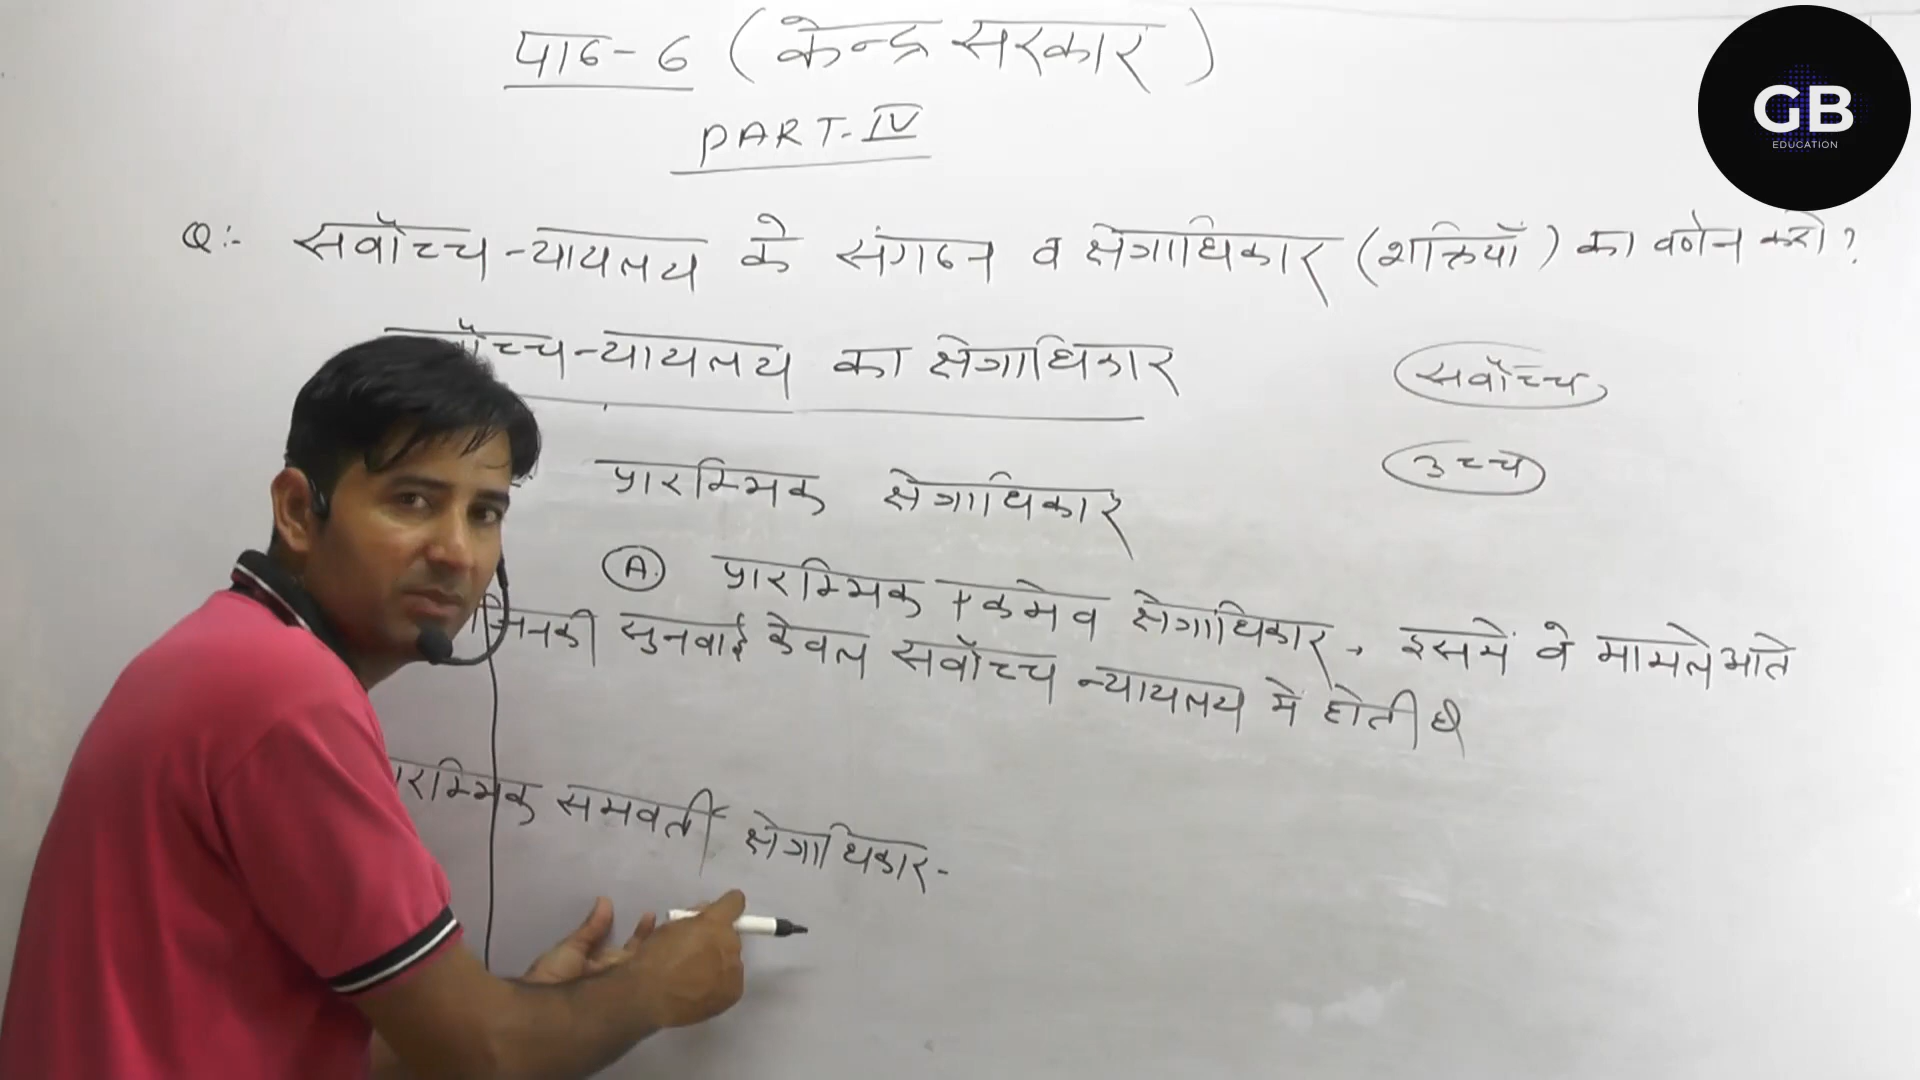 पाठ-6 (केन्द्र सरकार)
PART-IV
GB
EDUCATION
Q:- सर्वोच्च न्यायलय के संगठन व क्षेत्राधिकार (शक्तियाँ) का वर्णन करो?
च्च न्यायलय का क्षेत्राधिकार
सर्वोच्च
उच्च
प्रारम्भिक क्षेत्राधिकार
(A) प्रारम्भिक एकमेव क्षेत्राधिकार, इसमें वे मामले आते
जिनकी सुनवाई केवल सर्वोच्च न्यायलय में होती है
रम्भिक समवर्ती क्षेत्राधिकार-